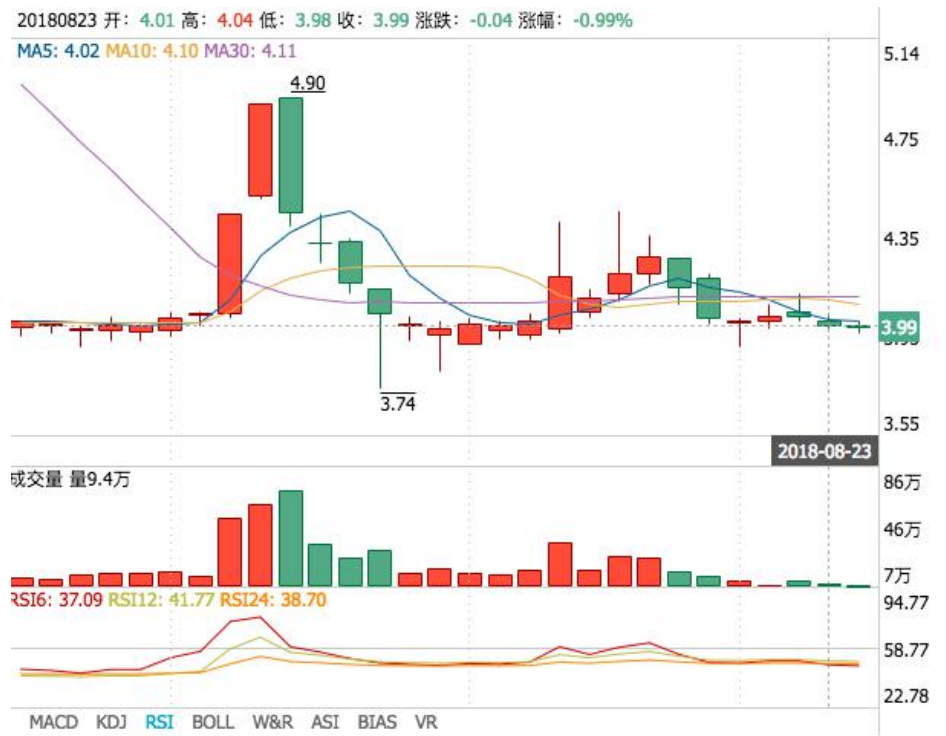 20180823 开: 4.01 高: 4.04 低: 3.98 收: 3.99 涨跌: -0.04 涨幅: -0.99%
MA5: 4.02 MA10: 4.10 MA30: 4.11
5.14
4.90
4.75
4.35
3.99
3.74
3.55
2018-08-23
成交量 量9.4万
86万
46万
7万
RSI6: 37.09 RSI12: 41.77 RSI24: 38.70
94.77
58.77
22.78
MACD KDJ RSI BOLL W&R ASI BIAS VR